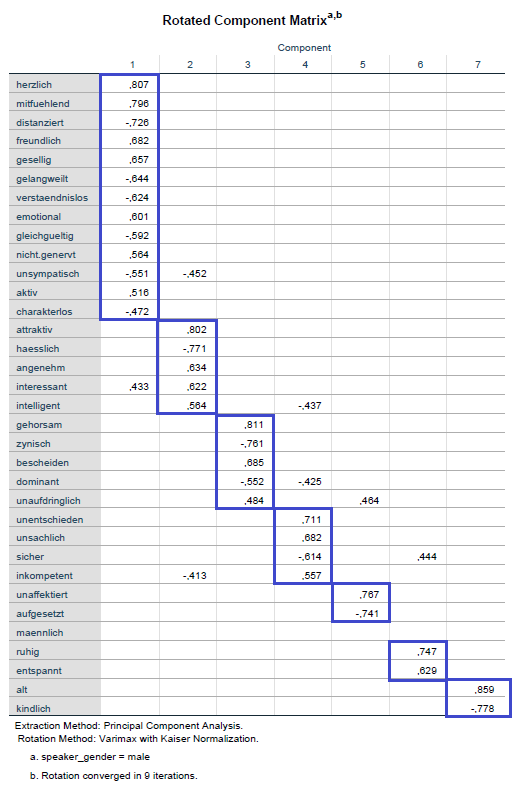 Rotated Component Matrixa,b
Component
1 2 3 4 5 6 7
herzlich ,807
mitfuehlend ,796
distanziert -,726
freundlich ,682
gesellig ,657
gelangweilt -,644
verstaendnislos -,624
emotional ,601
gleichgueltig -,592
nicht.genervt ,564
unsympatisch -,551 -,452
aktiv ,516
charakterlos -,472
attraktiv ,802
haesslich -,771
angenehm ,634
interessant ,433 ,622
intelligent ,564 -,437
gehorsam ,811
zynisch -,761
bescheiden ,685
dominant -,552 -,425
unaufdringlich ,484 ,464
unentschieden ,711
unsachlich ,682
sicher -,614 ,444
inkompetent -,413 ,557
unaffektiert ,767
aufgesetzt -,741
maennlich
ruhig ,747
entspannt ,629
alt ,859
kindlich -,778
Extraction Method: Principal Component Analysis.
Rotation Method: Varimax with Kaiser Normalization.
a. speaker_gender = male
b. Rotation converged in 9 iterations.